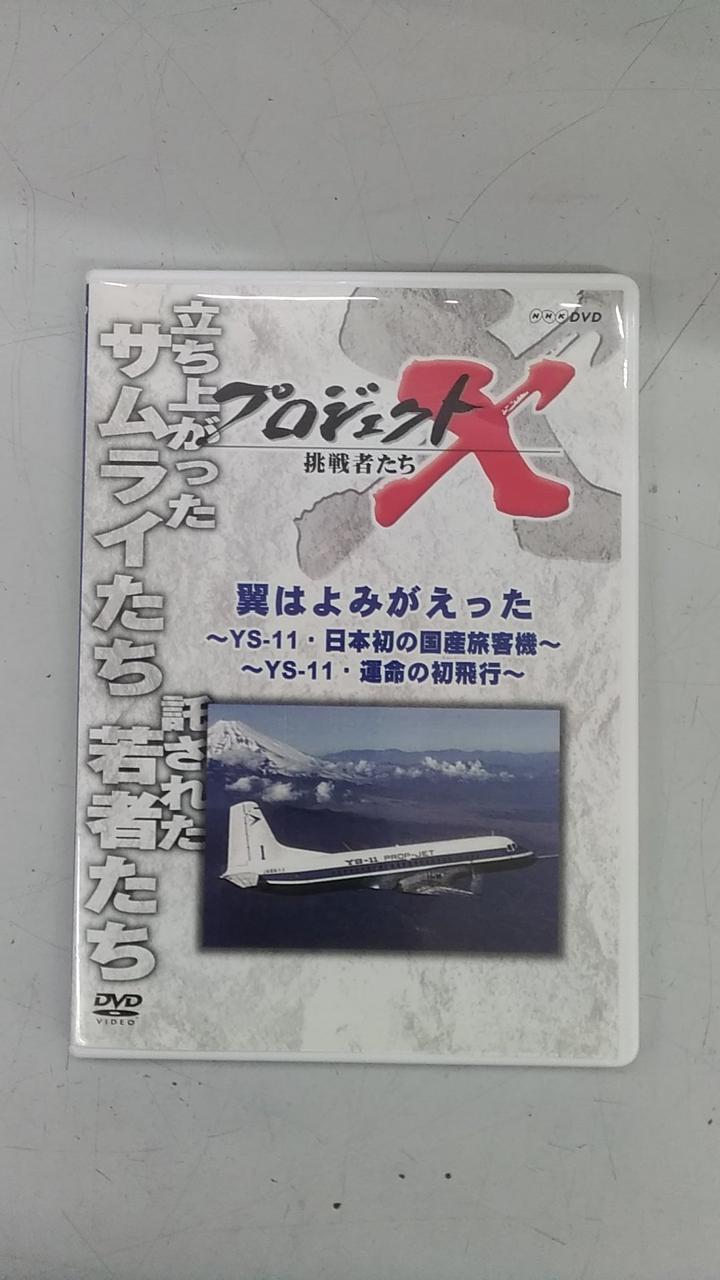 NHK DVD
プロジェクトX
挑戦者たち
立ち上がった
サムライたち
託された
若者たち
翼はよみがえった
～YS-11・日本初の国産旅客機～
～YS-11・運命の初飛行～
YS-11 PROP-JET
DVD
VIDEO